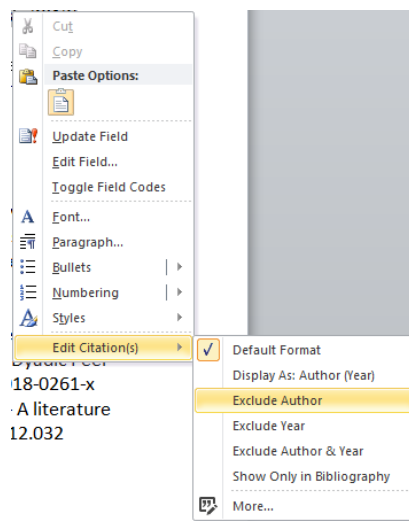 Cut
Copy
Paste Options:
Update Field
Edit Field...
Toggle Field Codes
Font...
Paragraph...
Bullets
Numbering
Styles
Edit Citation(s)
Default Format
Display As: Author (Year)
Exclude Author
Exclude Year
Exclude Author & Year
Show Only in Bibliography
More...
018-0261-x
- A literature
12.032